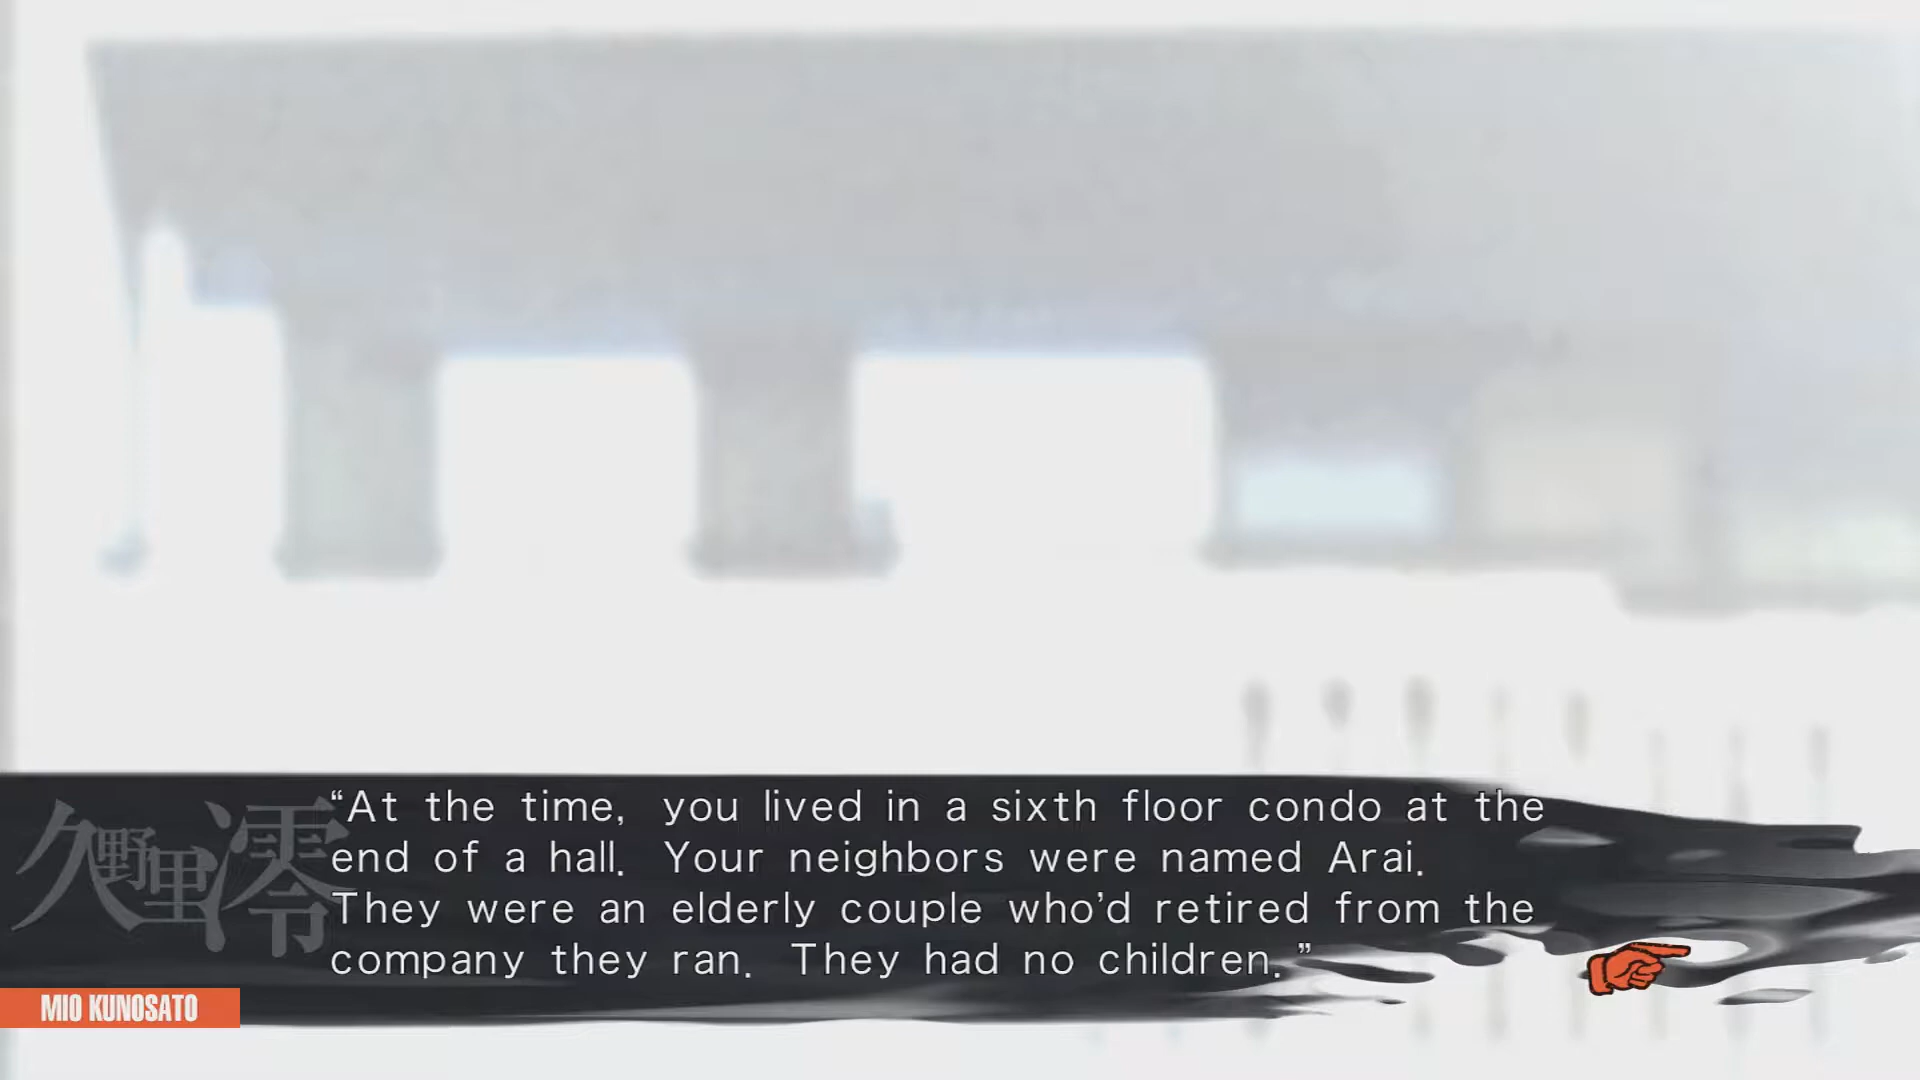 “At the time, you lived in a sixth floor condo at the
end of a hall. Your neighbors were named Arai.
They were an elderly couple who’d retired from the
company they ran. They had no children.”
久野里澪
MIO KUNOSATO